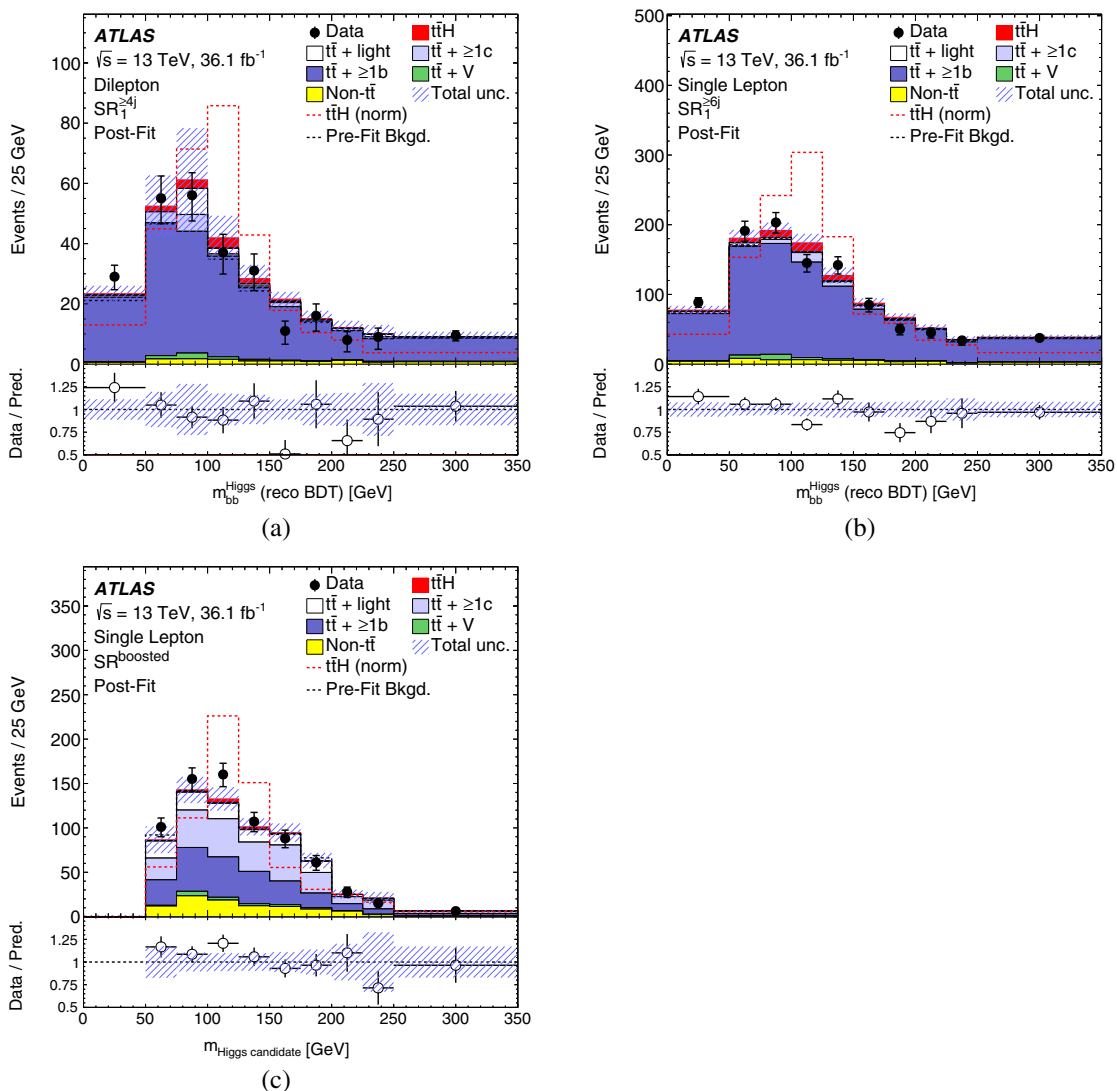 ATLAS
√s = 13 TeV, 36.1 fb⁻¹
Dilepton
SR₁^≥4j
Post-Fit
Data
tt̄H
tt̄ + light
tt̄ + ≥1c
tt̄ + ≥1b
tt̄ + V
Non-tt̄
Total unc.
tt̄H (norm)
Pre-Fit Bkgd.
Events / 25 GeV
100
80
60
40
20
0
Data / Pred.
1.25
1
0.75
0.5
0 50 100 150 200 250 300 350
m_bb^Higgs (reco BDT) [GeV]
(a)
ATLAS
√s = 13 TeV, 36.1 fb⁻¹
Single Lepton
SR₁^≥6j
Post-Fit
Data
tt̄H
tt̄ + light
tt̄ + ≥1c
tt̄ + ≥1b
tt̄ + V
Non-tt̄
Total unc.
tt̄H (norm)
Pre-Fit Bkgd.
Events / 25 GeV
500
400
300
200
100
0
Data / Pred.
1.25
1
0.75
0.5
0 50 100 150 200 250 300 350
m_bb^Higgs (reco BDT) [GeV]
(b)
ATLAS
√s = 13 TeV, 36.1 fb⁻¹
Single Lepton
SR^boosted
Post-Fit
Data
tt̄H
tt̄ + light
tt̄ + ≥1c
tt̄ + ≥1b
tt̄ + V
Non-tt̄
Total unc.
tt̄H (norm)
Pre-Fit Bkgd.
Events / 25 GeV
350
300
250
200
150
100
50
0
Data / Pred.
1.25
1
0.75
0.5
0 50 100 150 200 250 300 350
m_Higgs candidate [GeV]
(c)